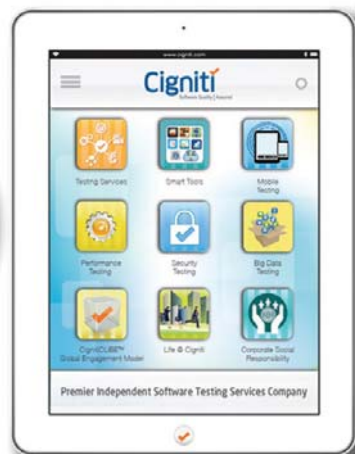 www.cigniti.com
Cigniti
Software Quality | Assured
Testing Services
Smart Tools
Mobile
Testing
Performance
Testing
Security
Testing
Big Data
Testing
CignitiCUBE™
Global Engagement Model
Life @ Cigniti
Corporate Social
Responsibility
Premier Independent Software Testing Services Company